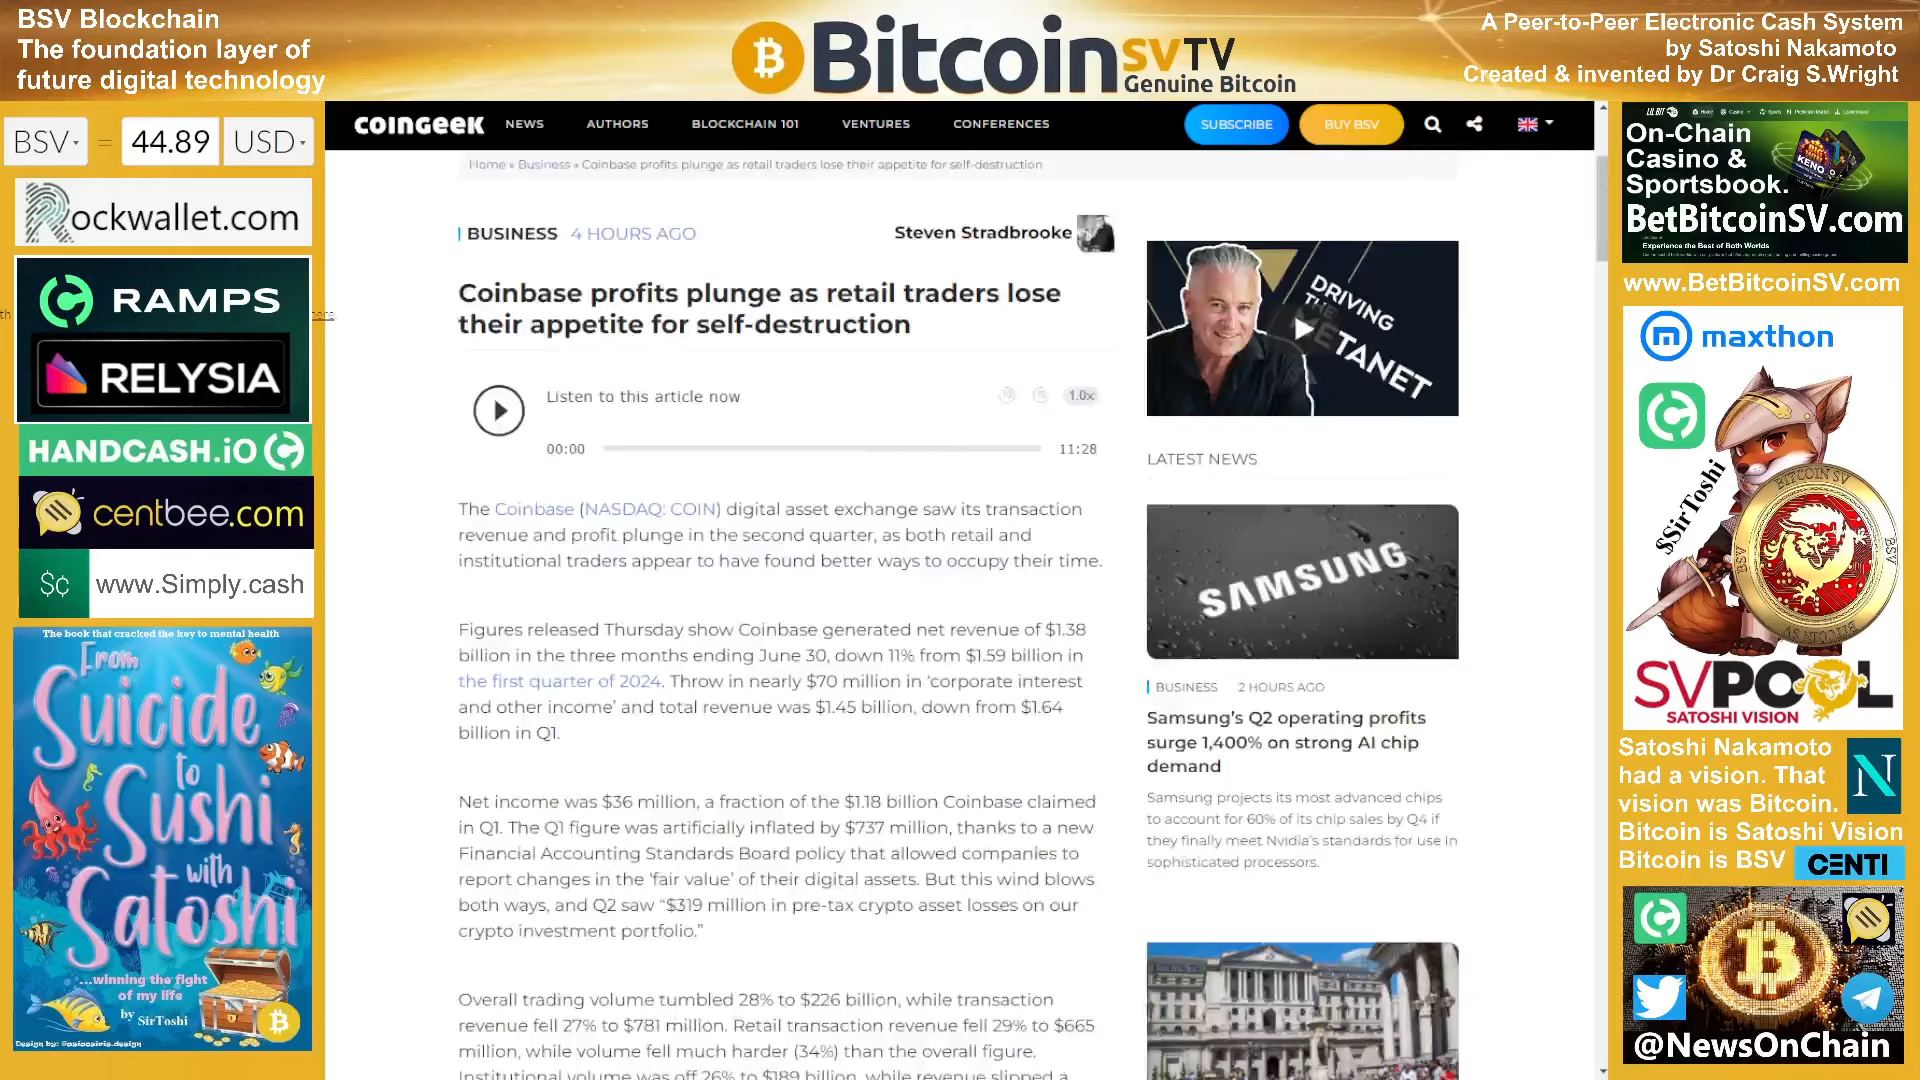 BSV Blockchain
The foundation layer of
future digital technology
Bitcoin SV TV
Genuine Bitcoin
A Peer-to-Peer Electronic Cash System
by Satoshi Nakamoto
Created & invented by Dr Craig S.Wright
BSV = 44.89 USD
Rockwallet.com
RAMPS
RELYSIA
HANDCASH.iO
centbee.com
$c www.Simply.cash
The book that cracked the key to mental health
From
Suicide
to
Sushi
with
Satoshi
...winning the fight
of my life
by SirToshi
here.
COINGEEK NEWS AUTHORS BLOCKCHAIN 101 VENTURES CONFERENCES SUBSCRIBE BUY BSV
Home » Business » Coinbase profits plunge as retail traders lose their appetite for self-destruction
BUSINESS 4 HOURS AGO Steven Stradbrooke
Coinbase profits plunge as retail traders lose
their appetite for self-destruction
Listen to this article now 1.0x
00:00 11:28
The Coinbase (NASDAQ: COIN) digital asset exchange saw its transaction
revenue and profit plunge in the second quarter, as both retail and
institutional traders appear to have found better ways to occupy their time.
Figures released Thursday show Coinbase generated net revenue of $1.38
billion in the three months ending June 30, down 11% from $1.59 billion in
the first quarter of 2024. Throw in nearly $70 million in ‘corporate interest
and other income’ and total revenue was $1.45 billion, down from $1.64
billion in Q1.
Net income was $36 million, a fraction of the $1.18 billion Coinbase claimed
in Q1. The Q1 figure was artificially inflated by $737 million, thanks to a new
Financial Accounting Standards Board policy that allowed companies to
report changes in the ‘fair value’ of their digital assets. But this wind blows
both ways, and Q2 saw “$319 million in pre-tax crypto asset losses on our
crypto investment portfolio.”
Overall trading volume tumbled 28% to $226 billion, while transaction
revenue fell 27% to $781 million. Retail transaction revenue fell 29% to $665
million, while volume fell much harder (34%) than the overall figure.
Institutional volume was off 26% to $189 billion, while revenue slipped a
DRIVING
THE
METANET
LATEST NEWS
SAMSUNG
BUSINESS 2 HOURS AGO
Samsung’s Q2 operating profits
surge 1,400% on strong AI chip
demand
Samsung projects its most advanced chips
to account for 60% of its chip sales by Q4 if
they finally meet Nvidia’s standards for use in
sophisticated processors.
On-Chain
Casino &
Sportsbook.
BetBitcoinSV.com
Experience the Best of Both Worlds
www.BetBitcoinSV.com
maxthon
$SirToshi
BITCOIN SV
SVPOOL
SATOSHI VISION
Satoshi Nakamoto
had a vision. That
vision was Bitcoin.
Bitcoin is Satoshi Vision
Bitcoin is BSV CENTI
@NewsOnChain